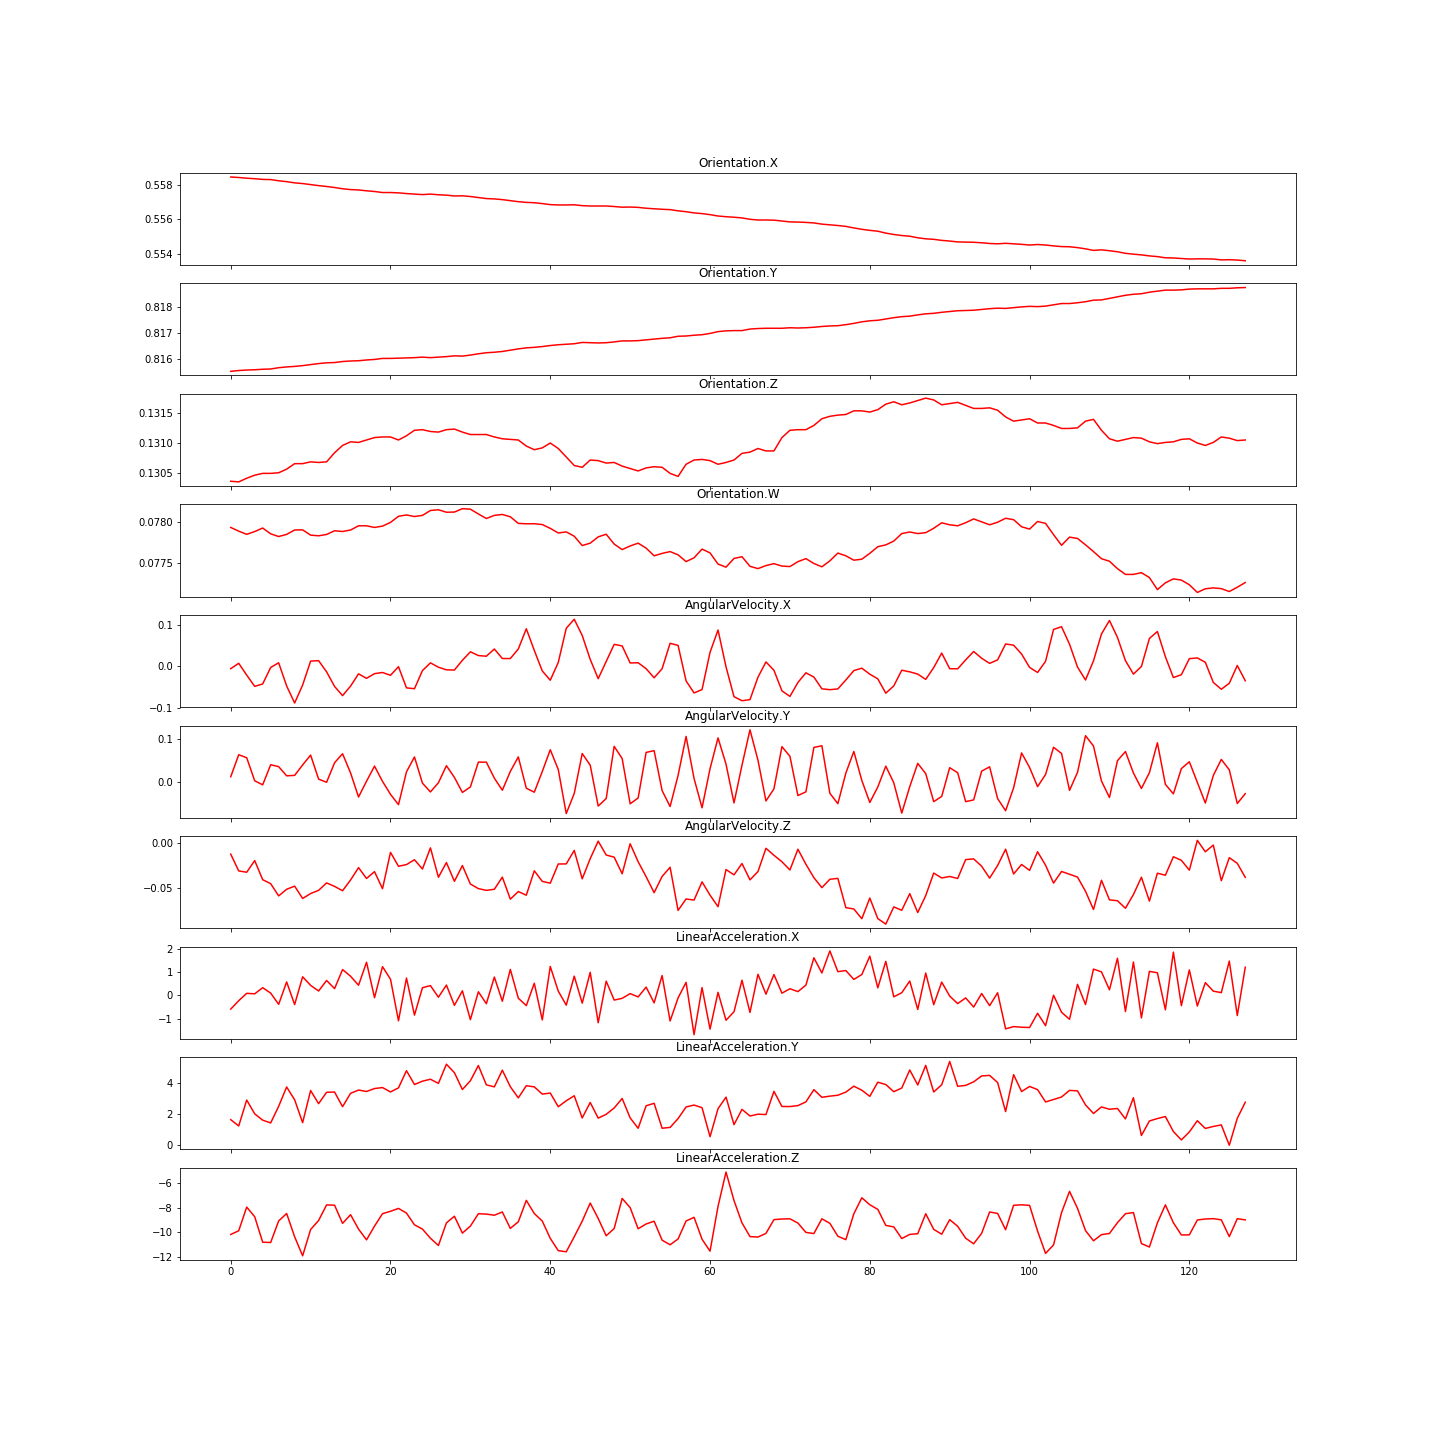 Orientation.X
0.558
0.556
0.554
Orientation.Y
0.818
0.817
0.816
Orientation.Z
0.1315
0.1310
0.1305
Orientation.W
0.0780
0.0775
AngularVelocity.X
0.1
0.0
−0.1
AngularVelocity.Y
0.1
0.0
AngularVelocity.Z
0.00
−0.05
LinearAcceleration.X
2
1
0
−1
LinearAcceleration.Y
4
2
0
LinearAcceleration.Z
−6
−8
−10
−12
0 20 40 60 80 100 120